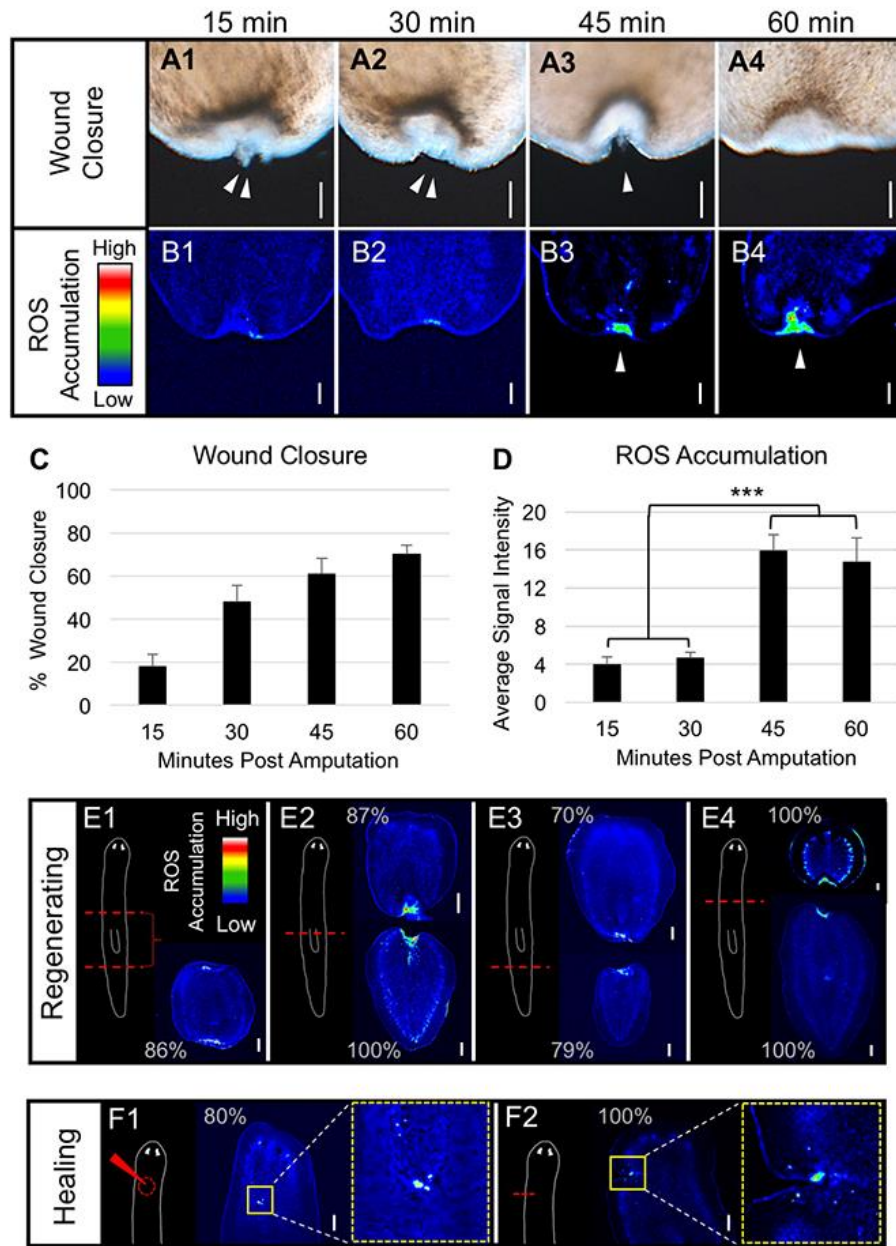 15 min 30 min 45 min 60 min
Wound Closure
A1 A2 A3 A4
ROS Accumulation
High
Low
B1 B2 B3 B4
C Wound Closure
% Wound Closure
100
80
60
40
20
0
15 30 45 60
Minutes Post Amputation
D ROS Accumulation
***
Average Signal Intensity
20
16
12
8
4
0
15 30 45 60
Minutes Post Amputation
Regenerating
E1
ROS Accumulation
High
Low
86%
E2
87%
100%
E3
70%
79%
E4
100%
100%
Healing
F1
80%
F2
100%